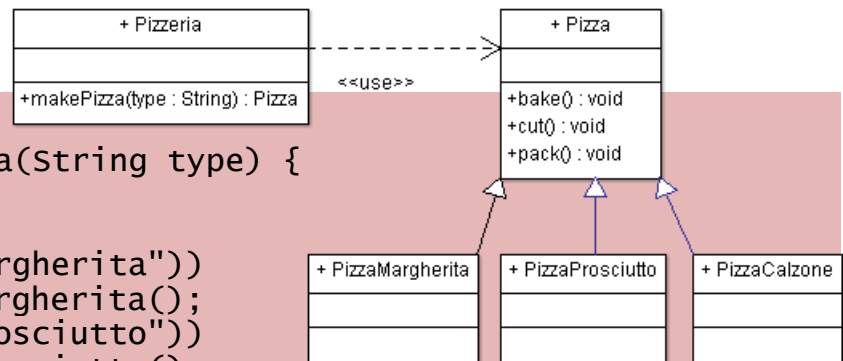 + Pizzeria
+makePizza(type : String) : Pizza
<<use>>
+ Pizza
+bake() : void
+cut() : void
+pack() : void
a(String type) {
rgherita"))
rgherita();
osciutto"))
+ PizzaMargherita
+ PizzaProsciutto
+ PizzaCalzone